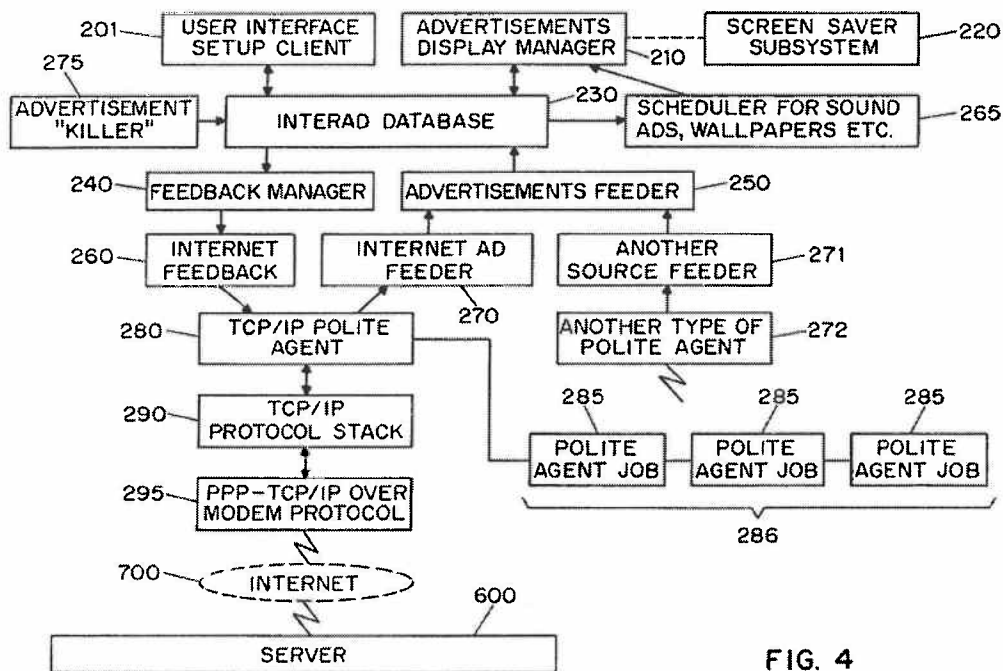 201
USER INTERFACE
SETUP CLIENT
ADVERTISEMENTS
DISPLAY MANAGER
210
SCREEN SAVER
SUBSYSTEM
220
275
ADVERTISEMENT
"KILLER"
230
INTERAD DATABASE
SCHEDULER FOR SOUND
ADS, WALLPAPERS ETC.
265
240
FEEDBACK MANAGER
ADVERTISEMENTS FEEDER
250
260
INTERNET
FEEDBACK
INTERNET AD
FEEDER
270
ANOTHER
SOURCE FEEDER
271
280
TCP/IP POLITE
AGENT
ANOTHER TYPE OF
POLITE AGENT
272
290
TCP/IP
PROTOCOL STACK
285
285
285
POLITE
AGENT JOB
POLITE
AGENT JOB
POLITE
AGENT JOB
286
295
PPP-TCP/IP OVER
MODEM PROTOCOL
700
INTERNET
600
SERVER
FIG. 4